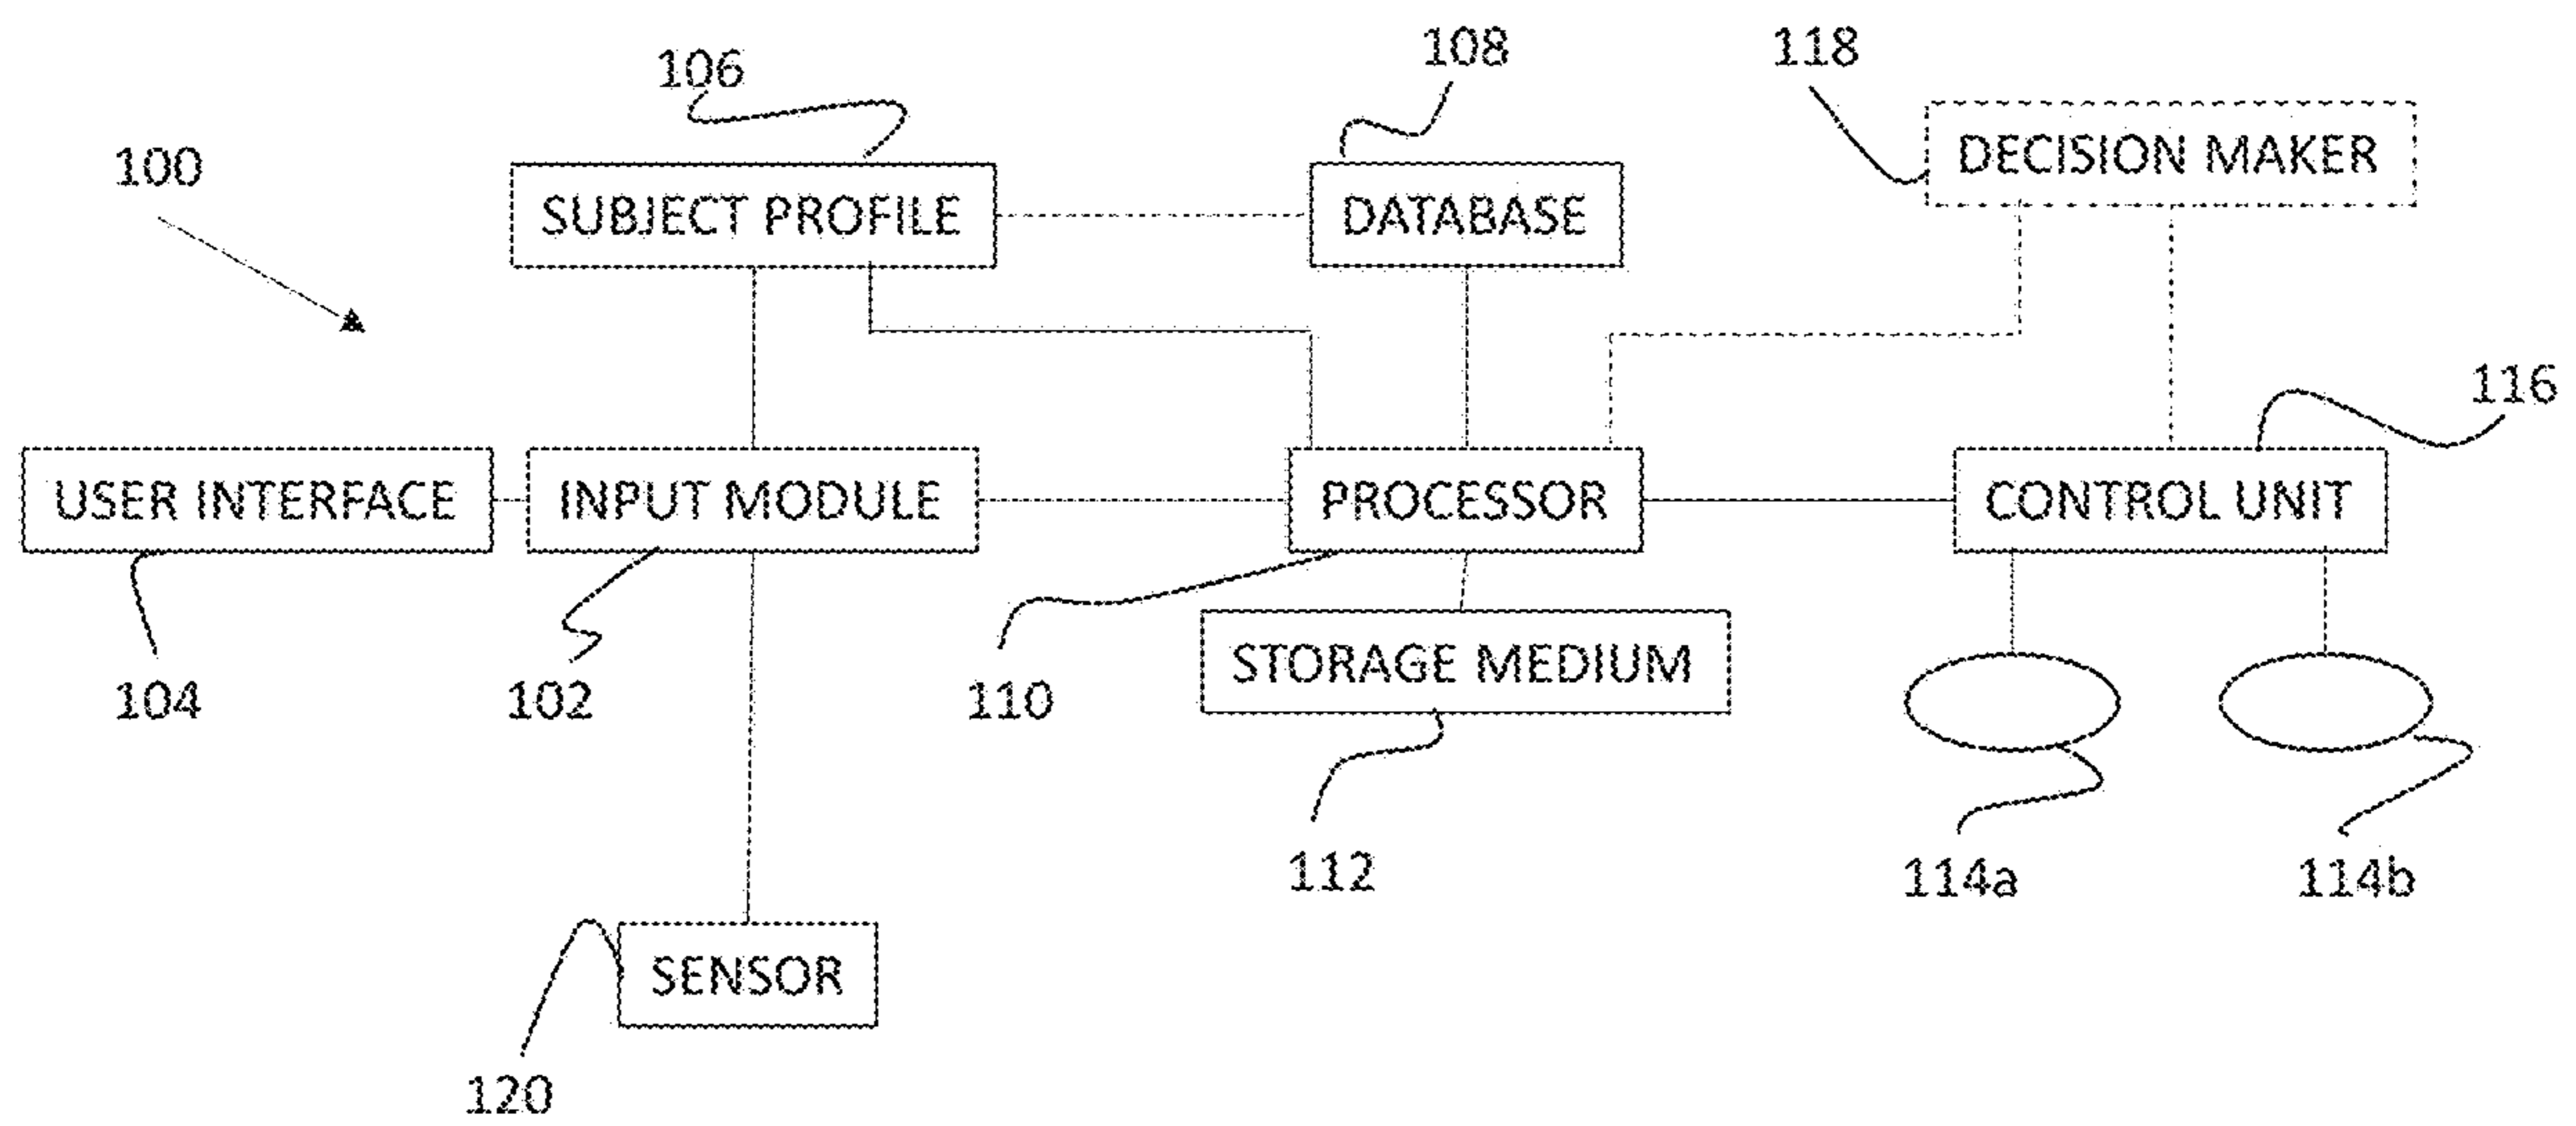 106
108
118
100
SUBJECT PROFILE
DATABASE
DECISION MAKER
116
USER INTERFACE
INPUT MODULE
PROCESSOR
CONTROL UNIT
STORAGE MEDIUM
104
102
110
112
114a
114b
SENSOR
120